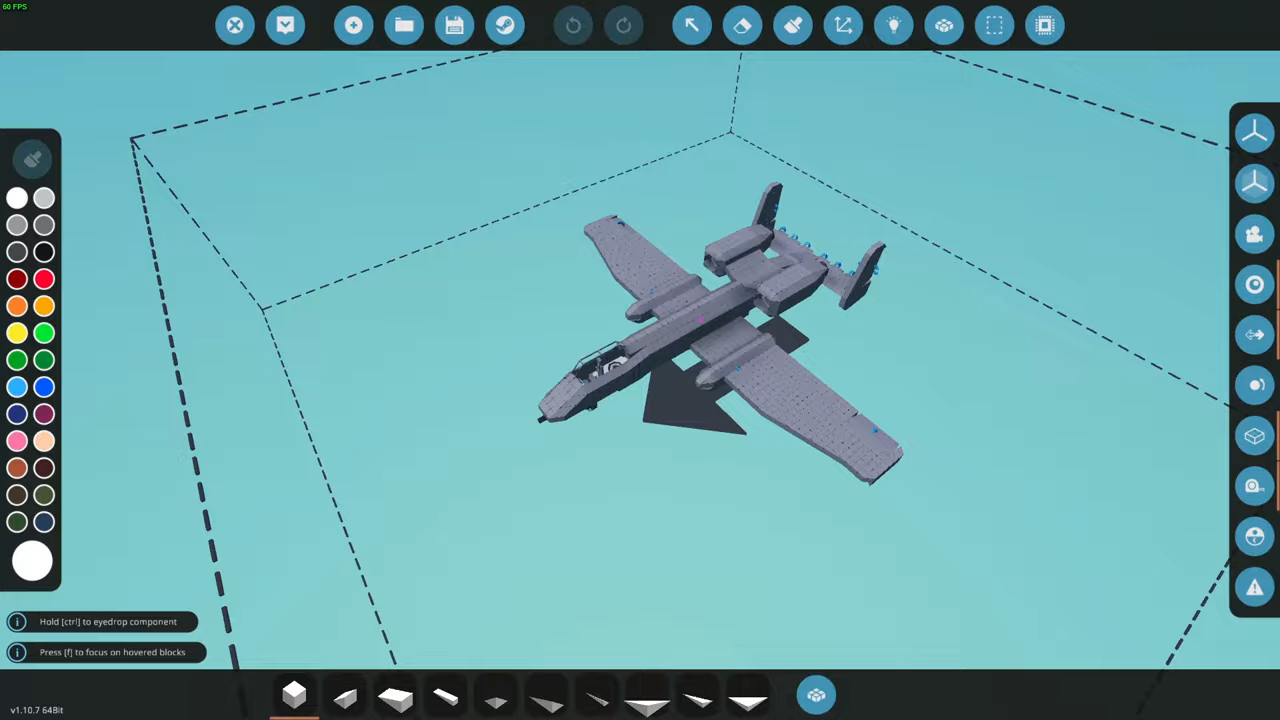 60 FPS
Hold [ctrl] to eyedrop component
Press [f] to focus on hovered blocks
v1.10.7 64Bit